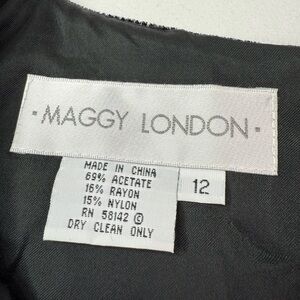 · MAGGY LONDON ·
MADE IN CHINA
69% ACETATE
16% RAYON
15% NYLON
RN 58142 ©
DRY CLEAN ONLY
12